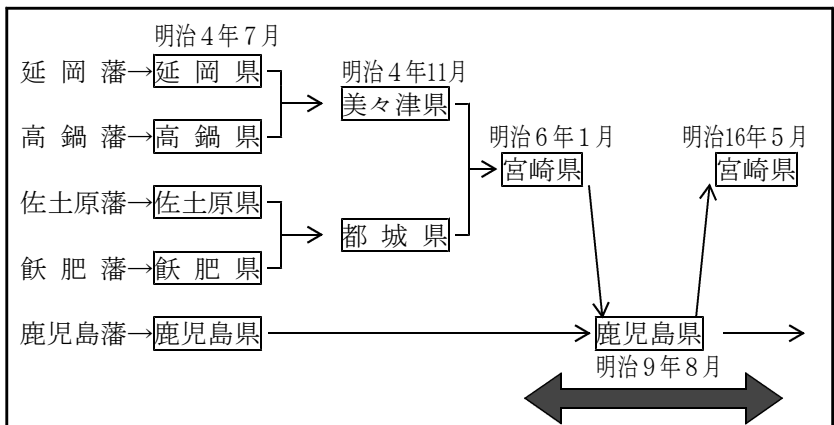 明治4年7月
延岡藩→延岡県
明治4年11月
美々津県
高鍋藩→高鍋県
明治6年1月
宮崎県
明治16年5月
宮崎県
佐土原藩→佐土原県
都城県
飫肥藩→飫肥県
鹿児島藩→鹿児島県
鹿児島県
明治9年8月